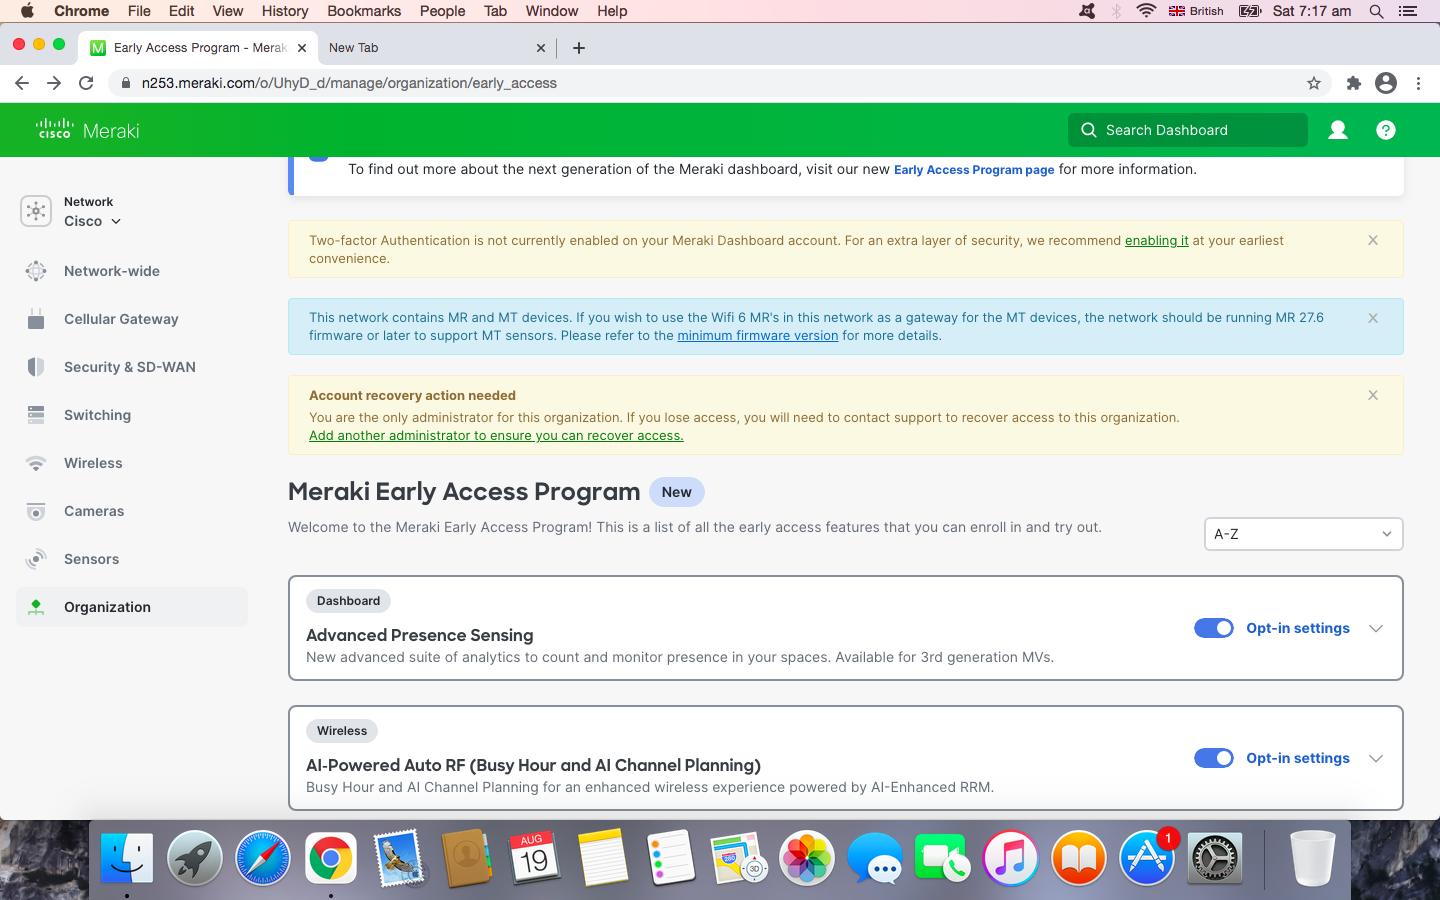 Chrome File Edit View History Bookmarks People Tab Window Help British Sat 7:17 am
Early Access Program - Merak New Tab
n253.meraki.com/o/UhyD_d/manage/organization/early_access
cisco Meraki Search Dashboard
To find out more about the next generation of the Meraki dashboard, visit our new Early Access Program page for more information.
Network
Cisco
Network-wide
Cellular Gateway
Security & SD-WAN
Switching
Wireless
Cameras
Sensors
Organization
Two-factor Authentication is not currently enabled on your Meraki Dashboard account. For an extra layer of security, we recommend enabling it at your earliest
convenience.
This network contains MR and MT devices. If you wish to use the Wifi 6 MR's in this network as a gateway for the MT devices, the network should be running MR 27.6
firmware or later to support MT sensors. Please refer to the minimum firmware version for more details.
Account recovery action needed
You are the only administrator for this organization. If you lose access, you will need to contact support to recover access to this organization.
Add another administrator to ensure you can recover access.
Meraki Early Access Program New
Welcome to the Meraki Early Access Program! This is a list of all the early access features that you can enroll in and try out.
A-Z
Dashboard
Advanced Presence Sensing
New advanced suite of analytics to count and monitor presence in your spaces. Available for 3rd generation MVs.
Opt-in settings
Wireless
AI-Powered Auto RF (Busy Hour and AI Channel Planning)
Busy Hour and AI Channel Planning for an enhanced wireless experience powered by AI-Enhanced RRM.
Opt-in settings
AUG
19
280
3D
1